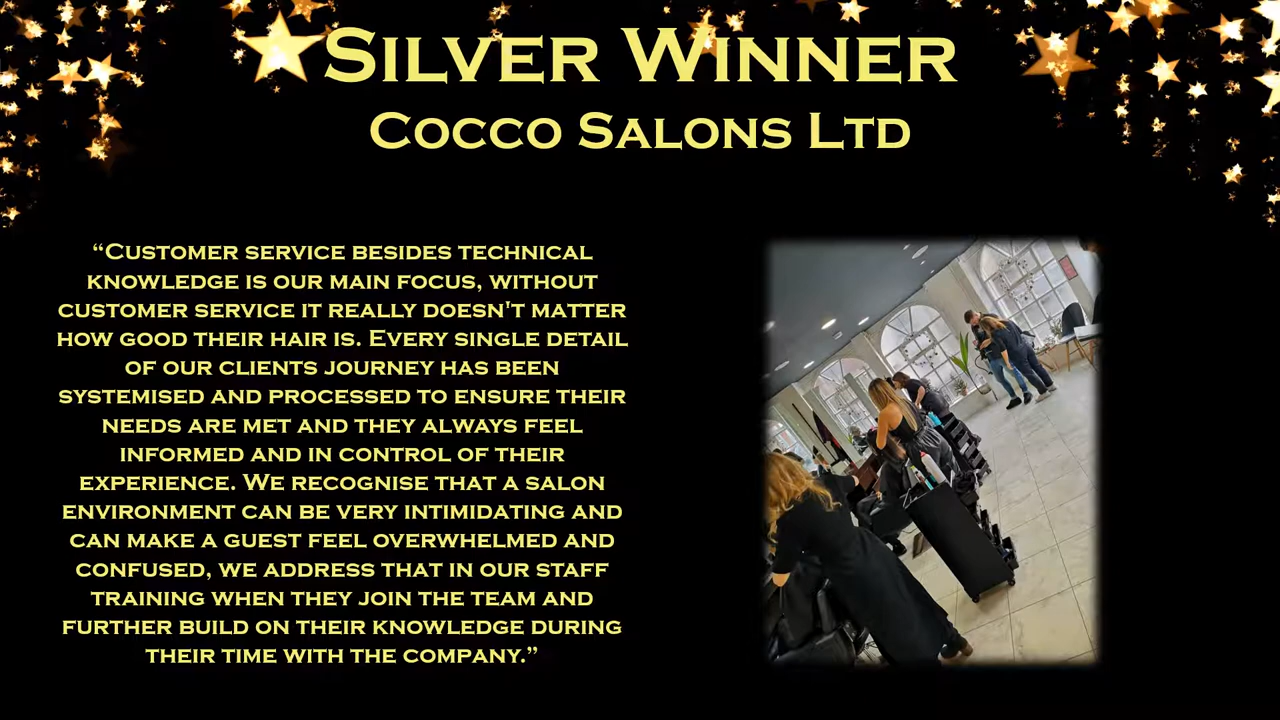 Silver Winner
Cocco Salons Ltd
“Customer service besides technical
knowledge is our main focus, without
customer service it really doesn't matter
how good their hair is. Every single detail
of our clients journey has been
systemised and processed to ensure their
needs are met and they always feel
informed and in control of their
experience. We recognise that a salon
environment can be very intimidating and
can make a guest feel overwhelmed and
confused, we address that in our staff
training when they join the team and
further build on their knowledge during
their time with the company.”